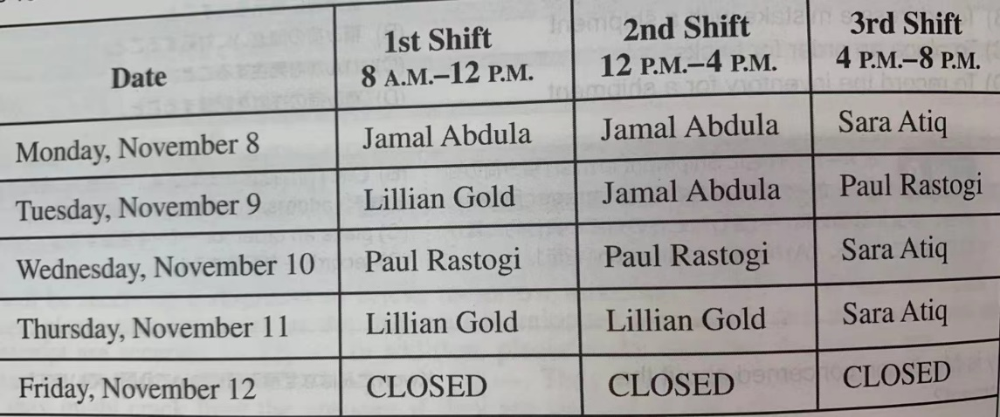 Date 1st Shift 2nd Shift 3rd Shift
8 A.M.–12 P.M. 12 P.M.–4 P.M. 4 P.M.–8 P.M.
Monday, November 8 Jamal Abdula Jamal Abdula Sara Atiq
Tuesday, November 9 Lillian Gold Jamal Abdula Paul Rastogi
Wednesday, November 10 Paul Rastogi Paul Rastogi Sara Atiq
Thursday, November 11 Lillian Gold Lillian Gold Sara Atiq
Friday, November 12 CLOSED CLOSED CLOSED